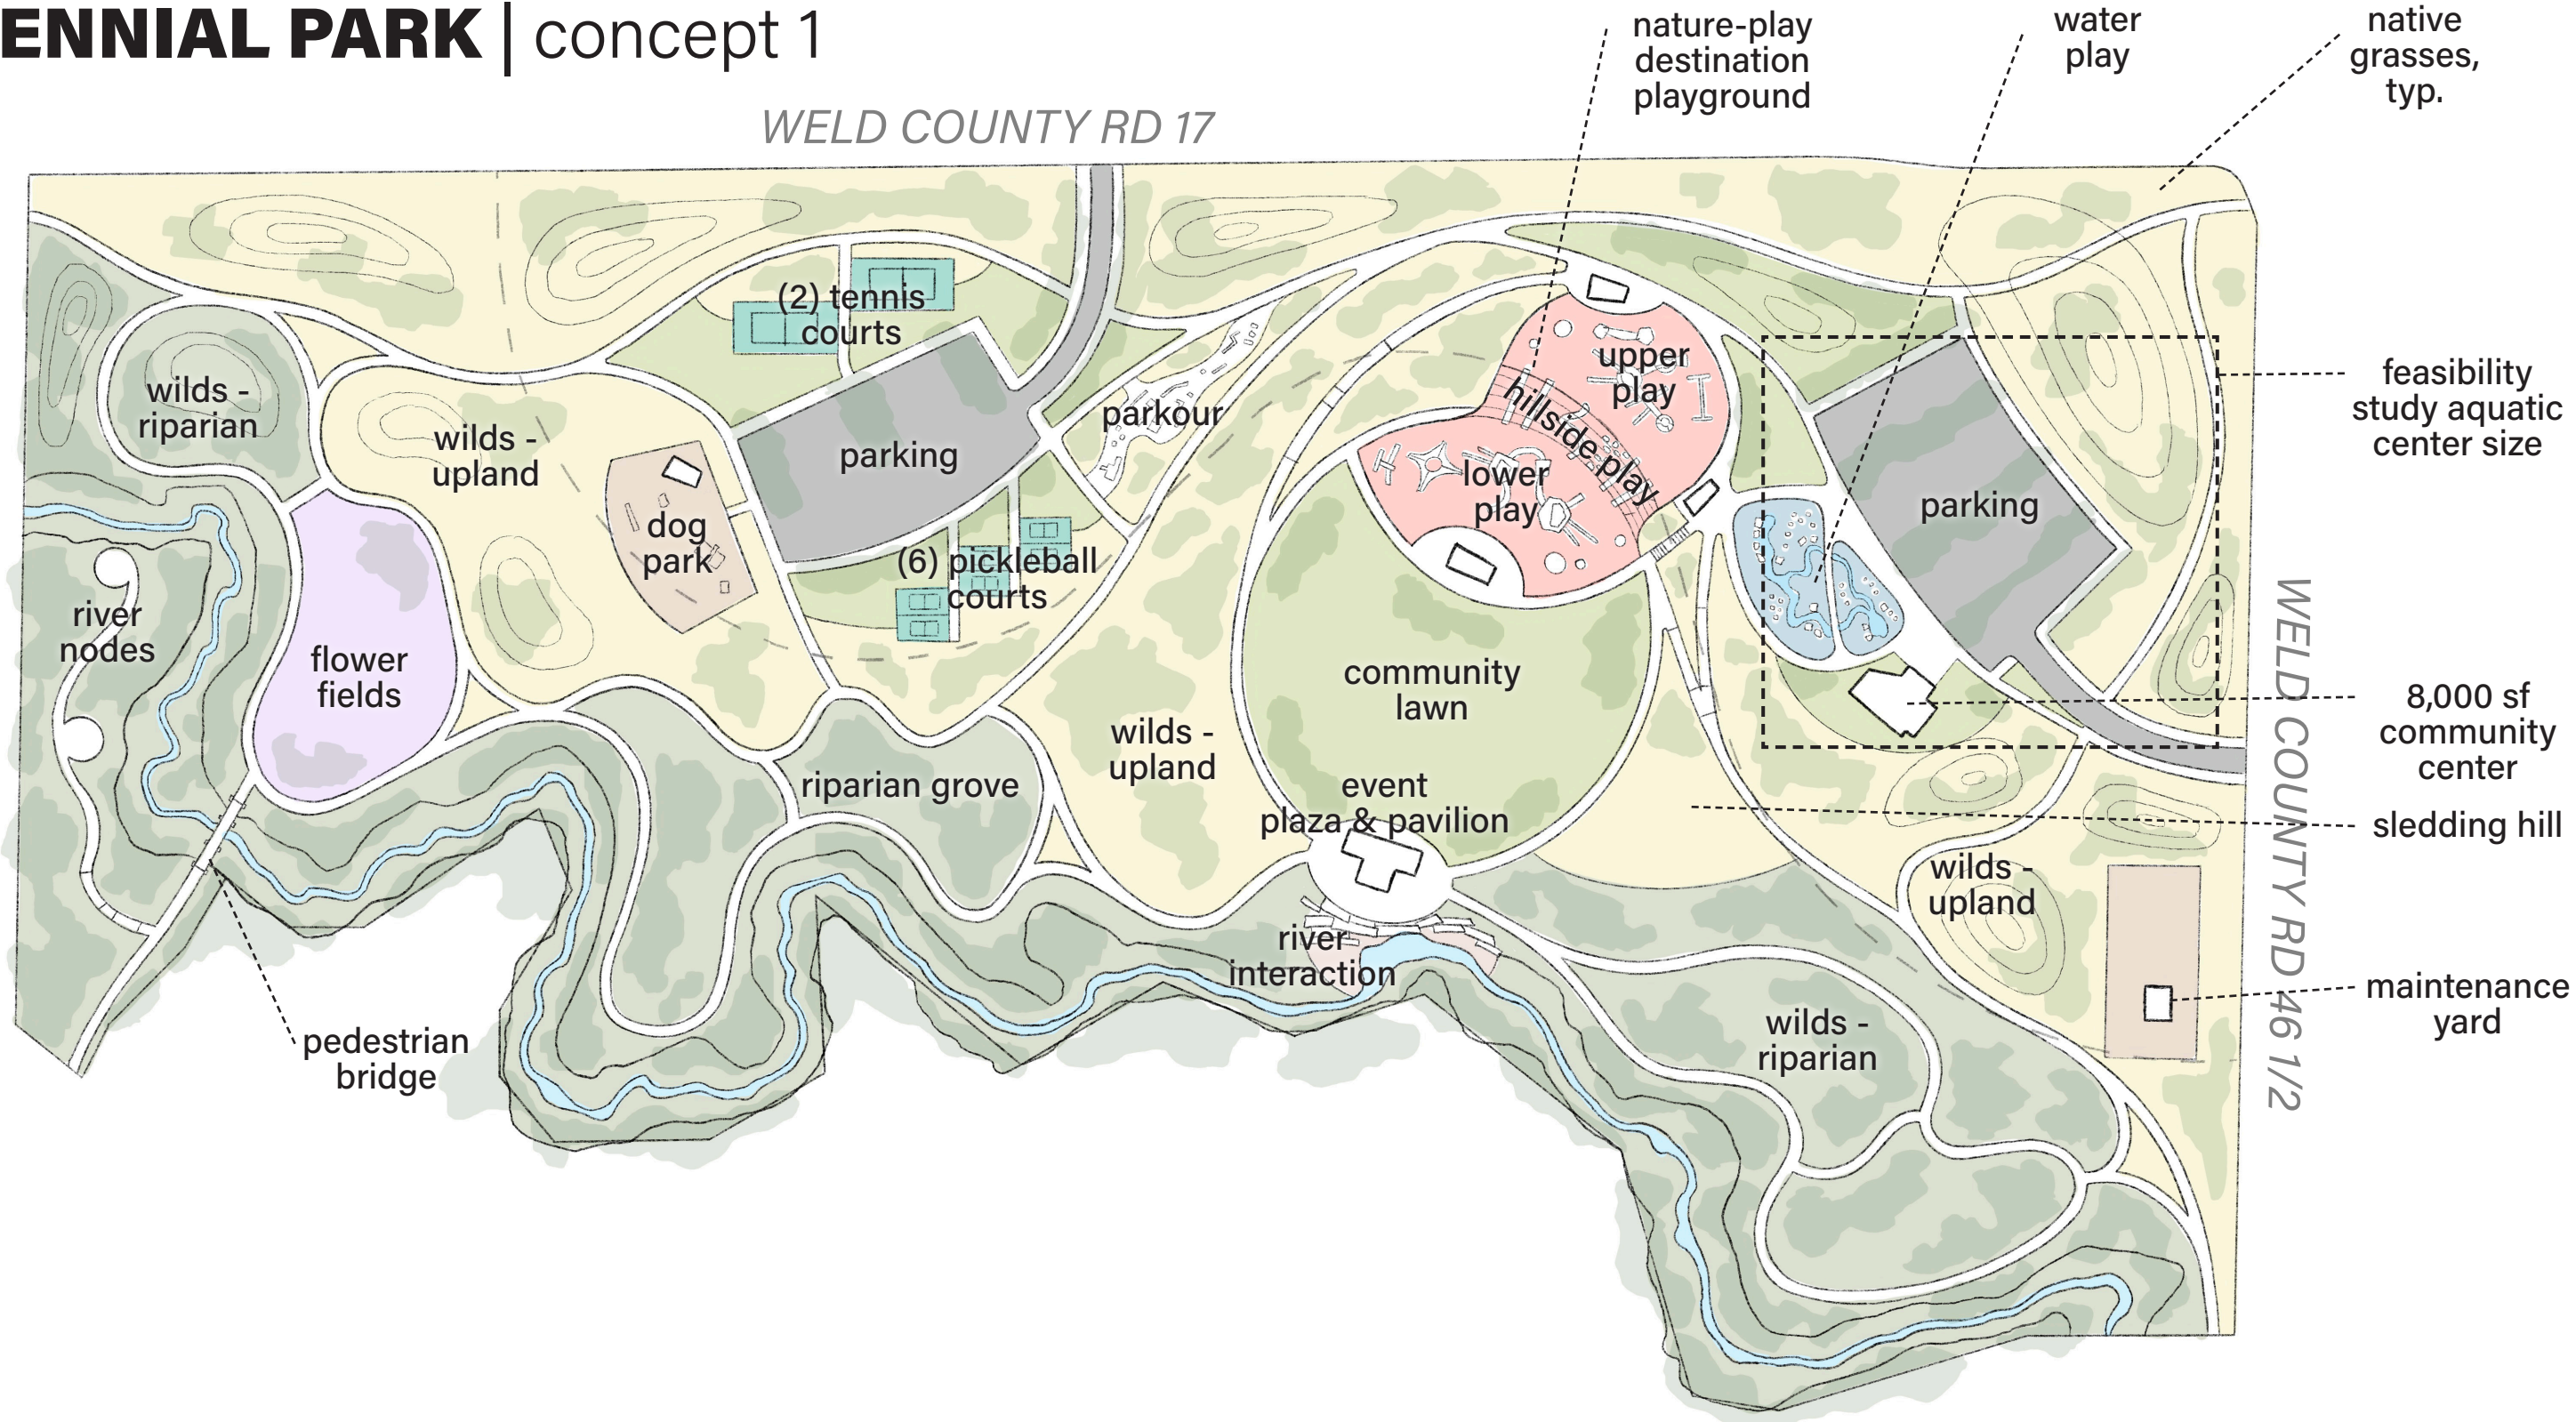 ENNIAL PARK | concept 1
nature-play
destination
playground
water
play
native
grasses,
typ.
WELD COUNTY RD 17
(2) tennis
courts
upper
play
hillside play
lower
play
feasibility
study aquatic
center size
wilds -
riparian
wilds -
upland
parking
parkour
parking
dog
park
(6) pickleball
courts
river
nodes
flower
fields
community
lawn
WELD COUNTY RD 46 1/2
8,000 sf
community
center
wilds -
upland
riparian grove
event
plaza & pavilion
sledding hill
wilds -
upland
river
interaction
maintenance
yard
wilds -
riparian
pedestrian
bridge